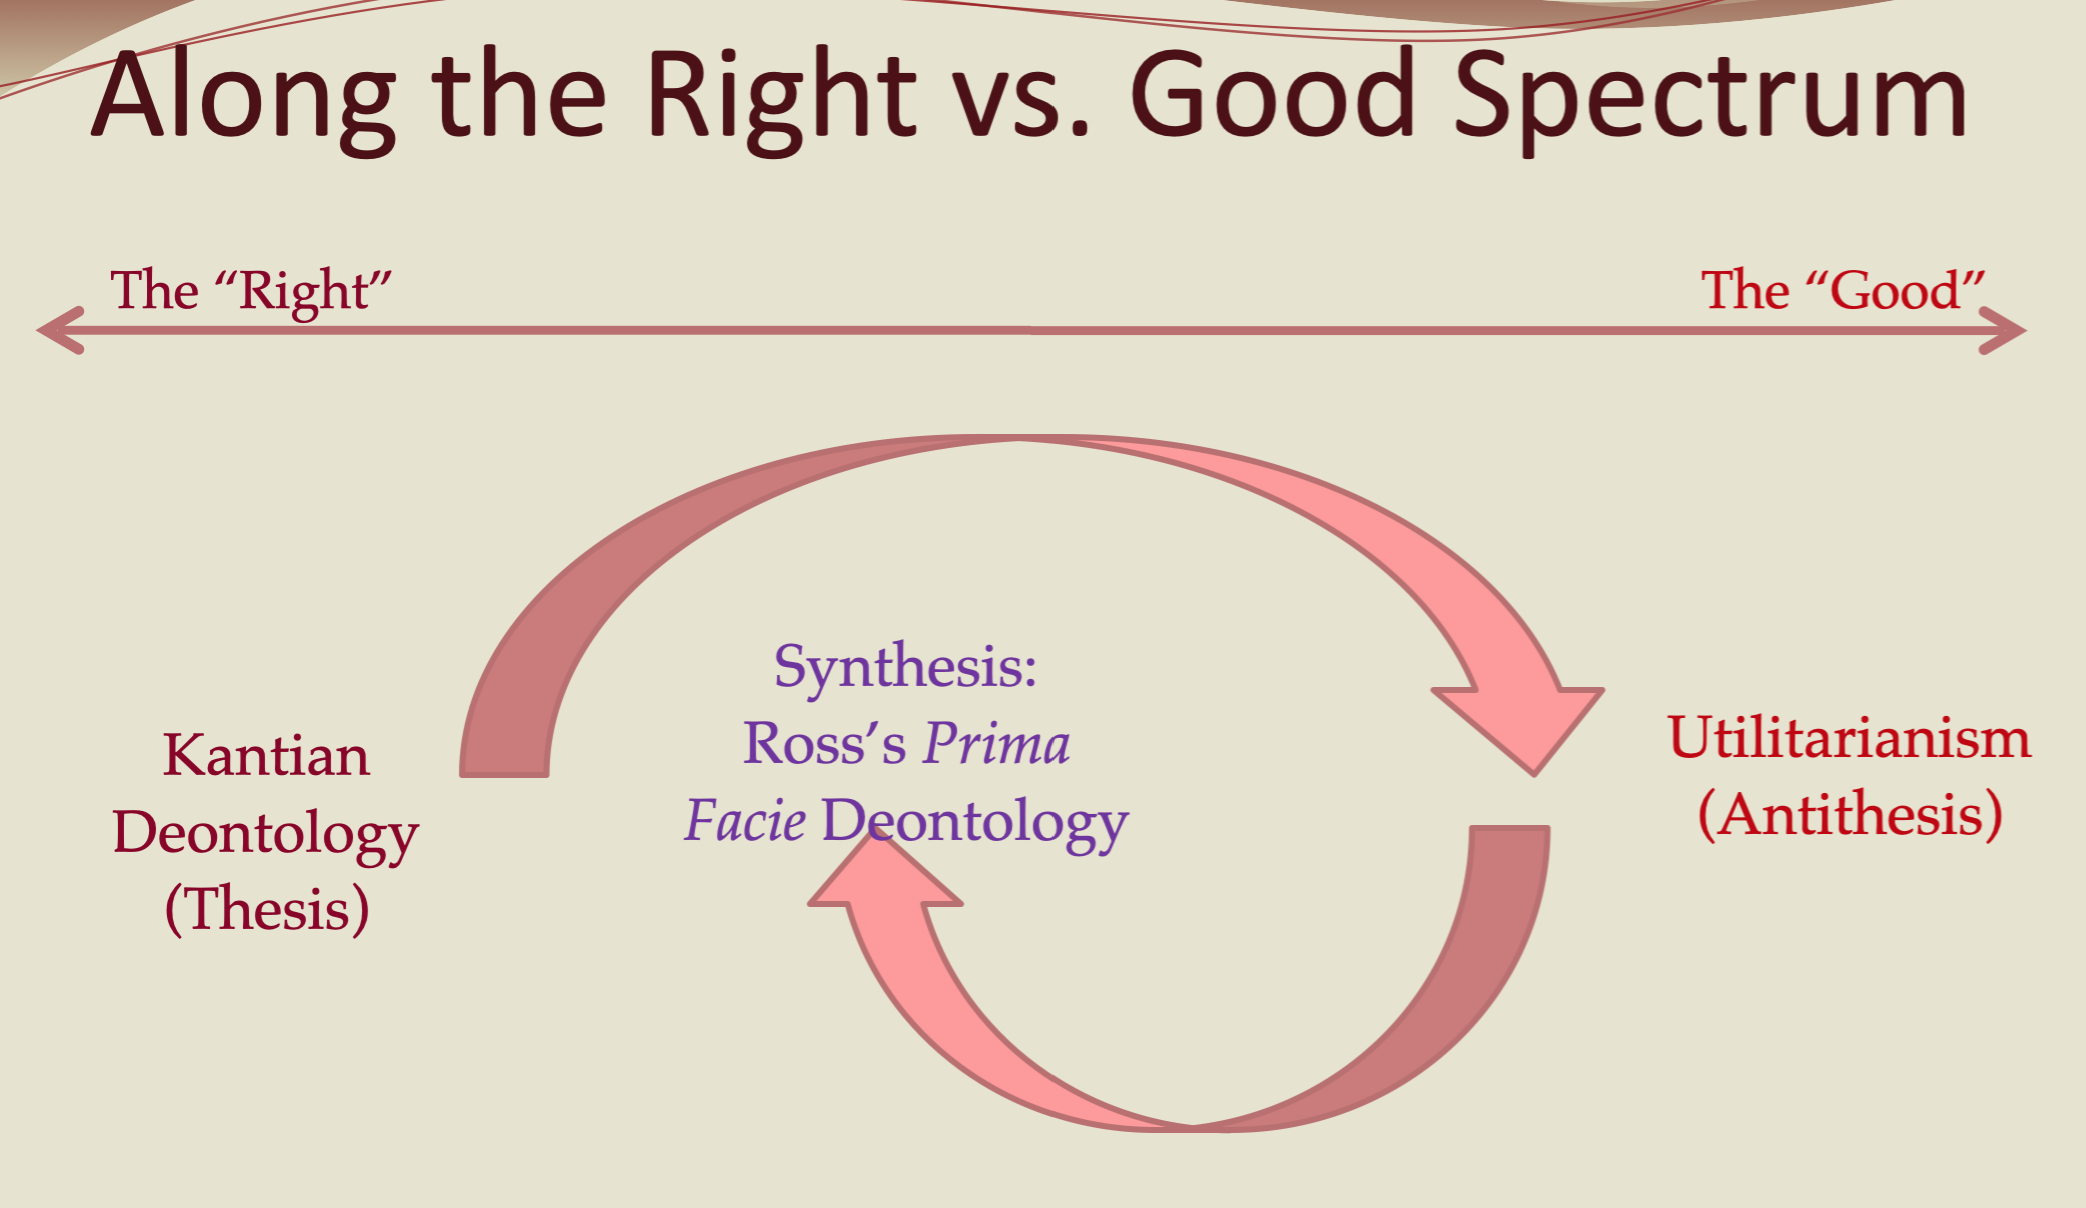 Along the Right vs. Good Spectrum
The “Right”
The “Good”
Kantian
Deontology
(Thesis)
Synthesis:
Ross’s Prima
Facie Deontology
Utilitarianism
(Antithesis)